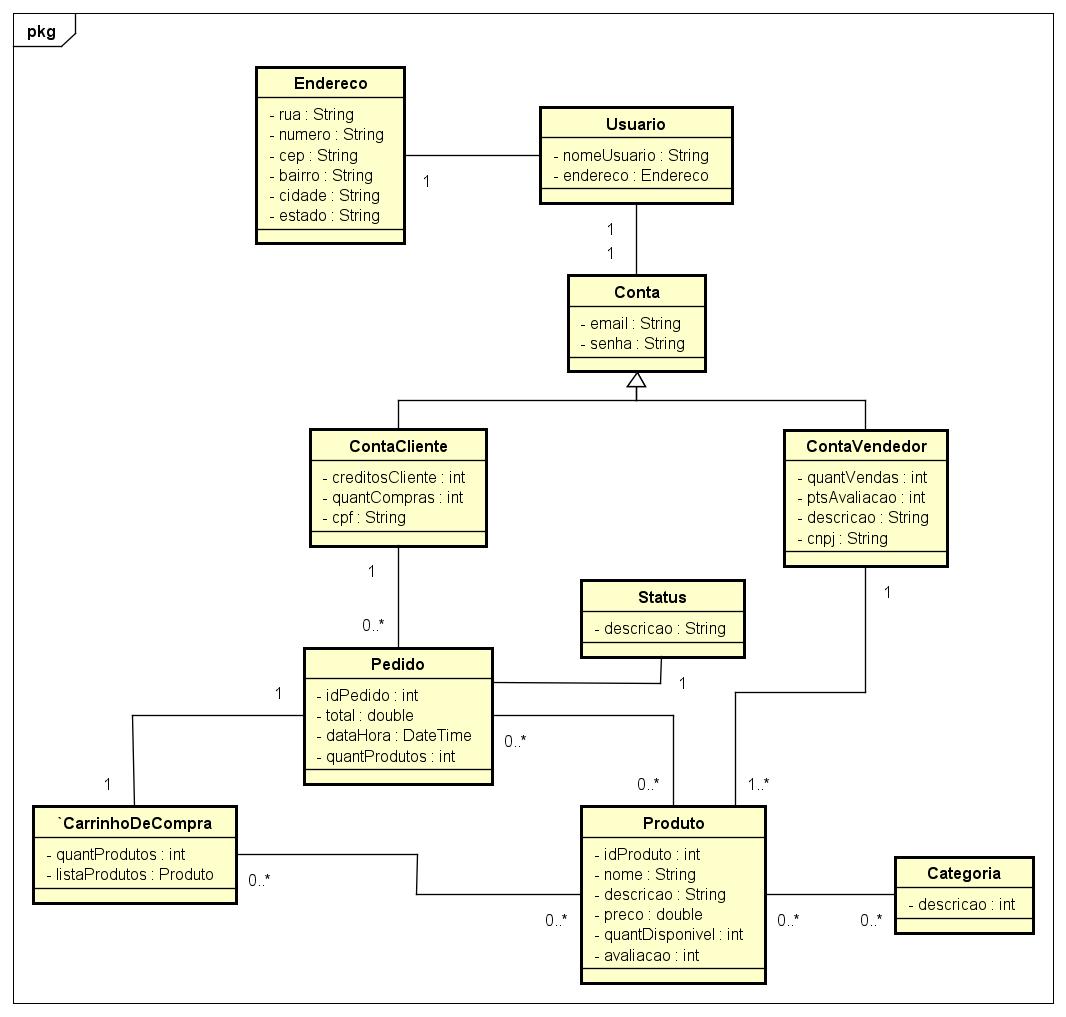 pkg
Endereco
- rua : String
- numero : String
- cep : String
- bairro : String
- cidade : String
- estado : String
1
Usuario
- nomeUsuario : String
- endereco : Endereco
1
1
Conta
- email : String
- senha : String
ContaCliente
- creditosCliente : int
- quantCompras : int
- cpf : String
ContaVendedor
- quantVendas : int
- ptsAvaliacao : int
- descricao : String
- cnpj : String
1
0..*
Status
- descricao : String
1
1
Pedido
- idPedido : int
- total : double
- dataHora : DateTime
- quantProdutos : int
1
1
0..*
0..*
1..*
`CarrinhoDeCompra
- quantProdutos : int
- listaProdutos : Produto
0..*
0..*
Produto
- idProduto : int
- nome : String
- descricao : String
- preco : double
- quantDisponivel : int
- avaliacao : int
0..*
0..*
Categoria
- descricao : int